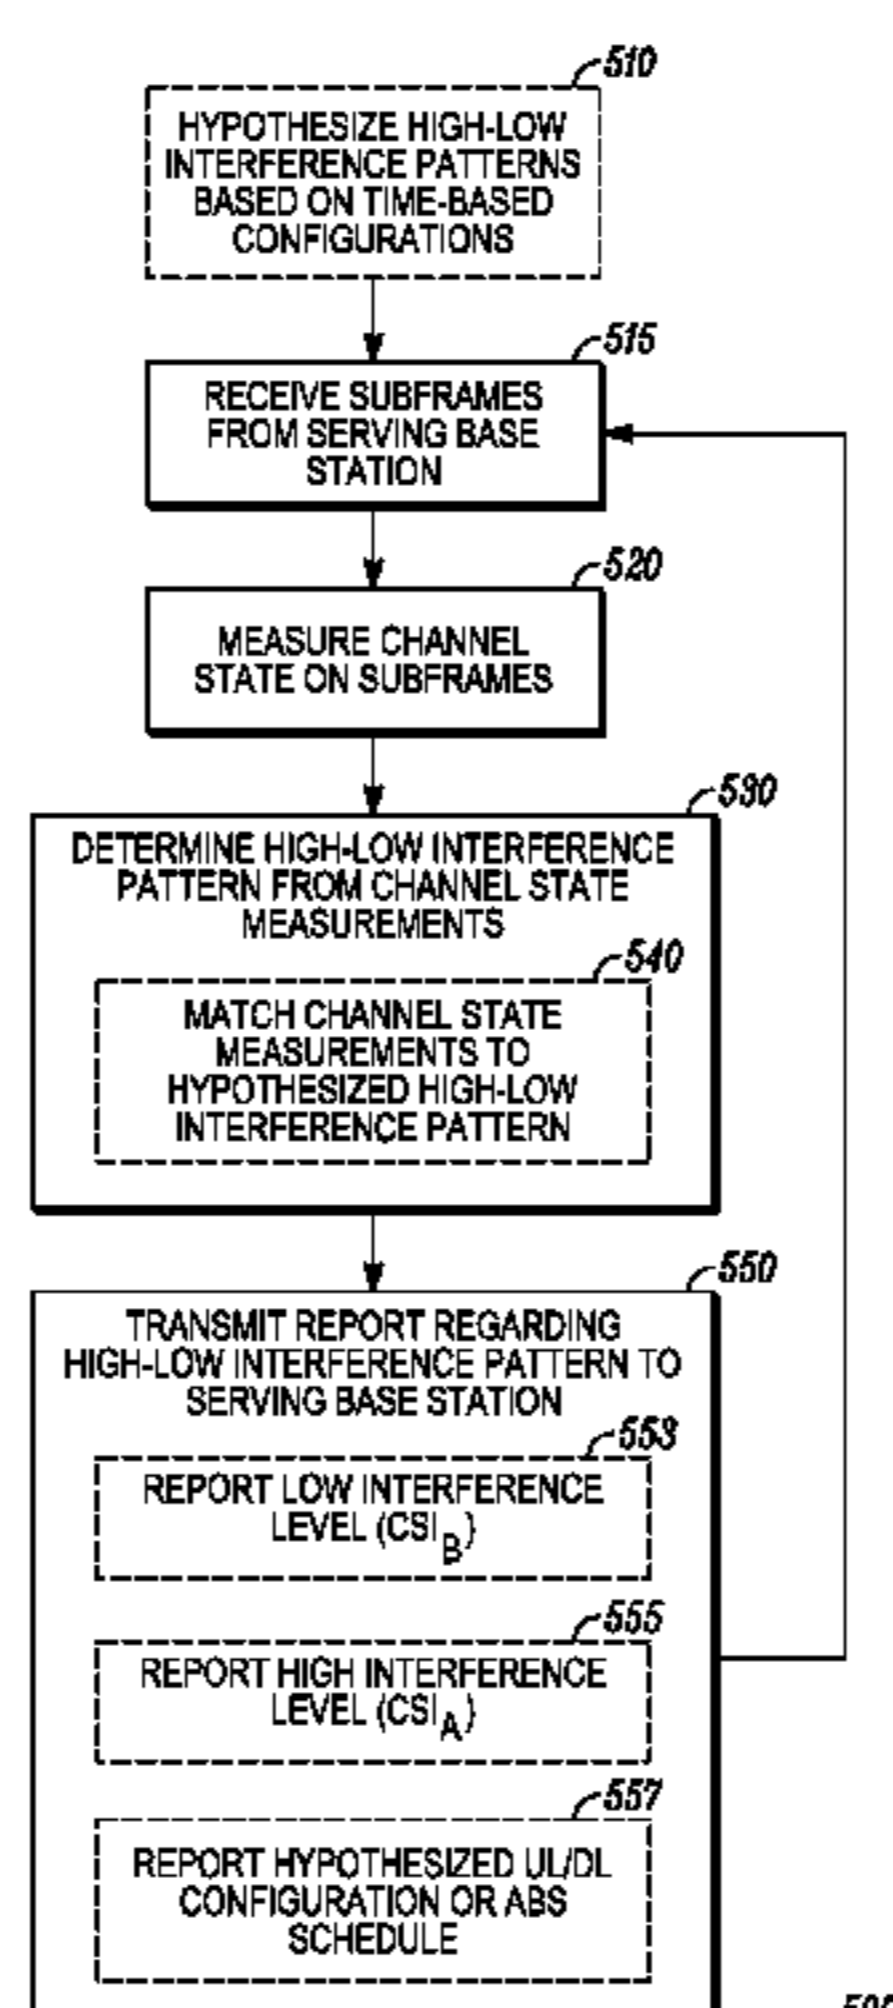 510
HYPOTHESIZE HIGH-LOW
INTERFERENCE PATTERNS
BASED ON TIME-BASED
CONFIGURATIONS
515
RECEIVE SUBFRAMES
FROM SERVING BASE
STATION
520
MEASURE CHANNEL
STATE ON SUBFRAMES
530
DETERMINE HIGH-LOW INTERFERENCE
PATTERN FROM CHANNEL STATE
MEASUREMENTS
540
MATCH CHANNEL STATE
MEASUREMENTS TO
HYPOTHESIZED HIGH-LOW
INTERFERENCE PATTERN
550
TRANSMIT REPORT REGARDING
HIGH-LOW INTERFERENCE PATTERN TO
SERVING BASE STATION
553
REPORT LOW INTERFERENCE
LEVEL (CSI_B)
555
REPORT HIGH INTERFERENCE
LEVEL (CSI_A)
557
REPORT HYPOTHESIZED UL/DL
CONFIGURATION OR ABS
SCHEDULE